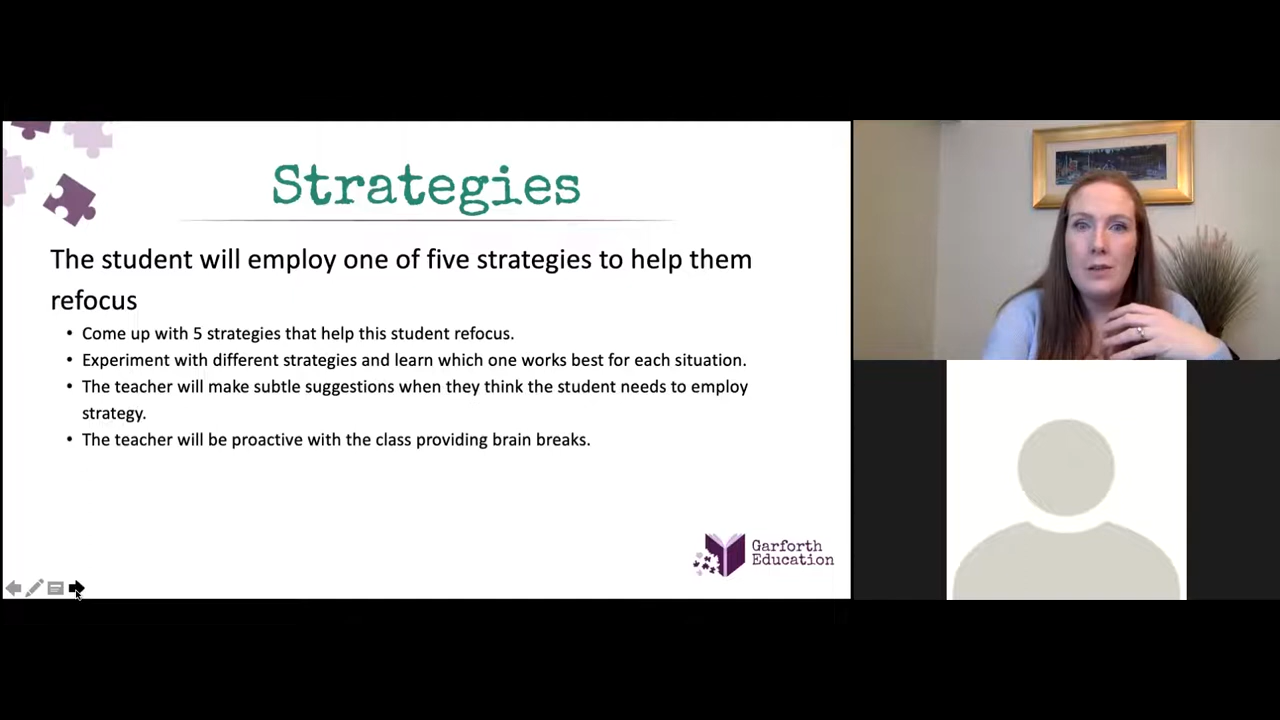 Strategies
The student will employ one of five strategies to help them
refocus
• Come up with 5 strategies that help this student refocus.
• Experiment with different strategies and learn which one works best for each situation.
• The teacher will make subtle suggestions when they think the student needs to employ
strategy.
• The teacher will be proactive with the class providing brain breaks.
Garforth
Education